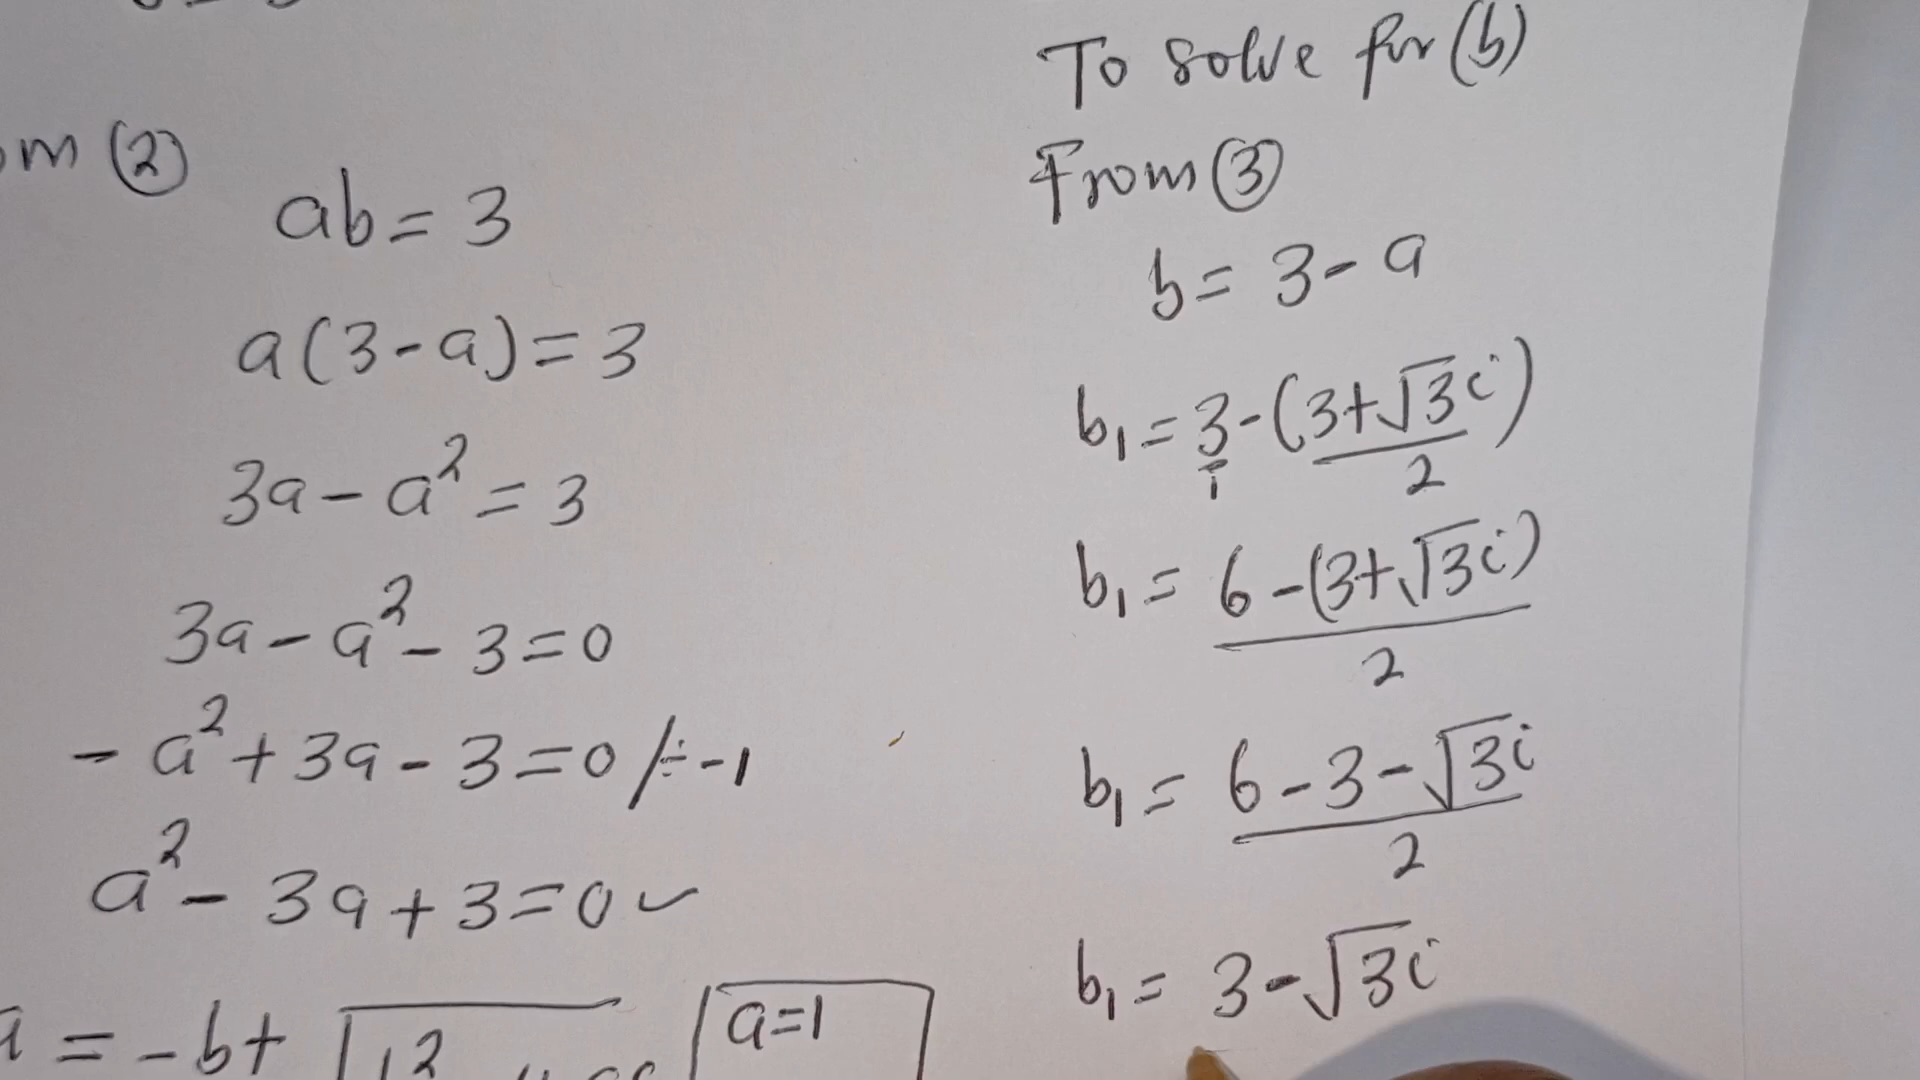 m (2)
ab = 3
a(3-a) = 3
3a - a² = 3
3a - a² - 3 = 0
- a² + 3a - 3 = 0 / ÷ -1
a² - 3a + 3 = 0 ✓
a = -b +
a = 1
To solve for (b)
From (3)
b = 3 - a
b₁ = 3/1 - (3+√3i)/2
b₁ = 6-(3+√3i)/2
b₁ = 6-3-√3i/2
b₁ = 3-√3i